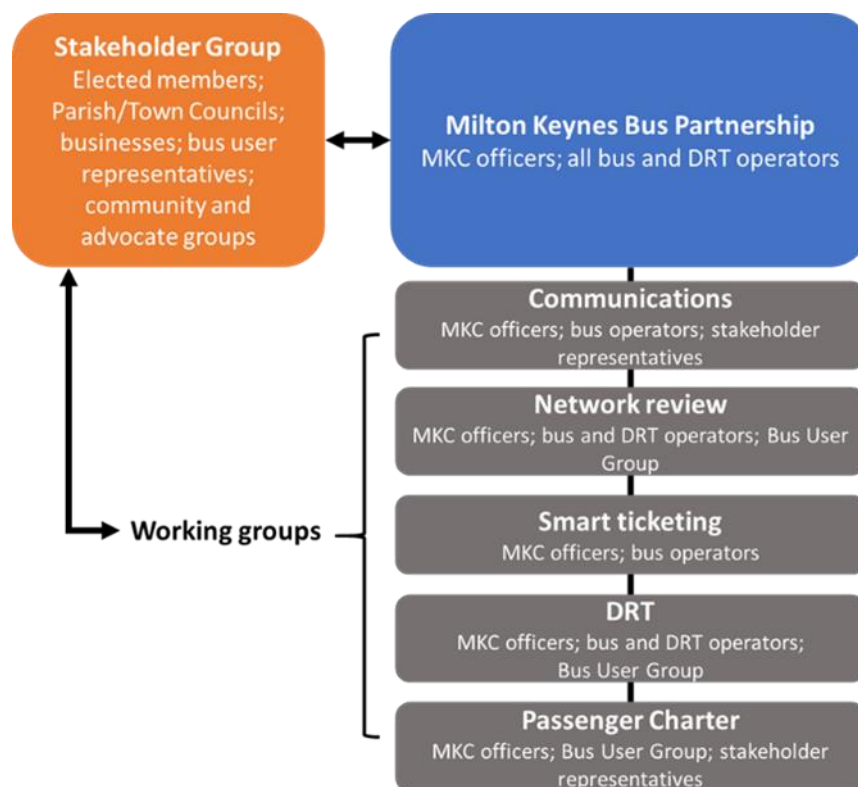 Stakeholder Group
Elected members;
Parish/Town Councils;
businesses; bus user
representatives;
community and
advocate groups
Milton Keynes Bus Partnership
MKC officers; all bus and DRT operators
Communications
MKC officers; bus operators; stakeholder
representatives
Network review
MKC officers; bus and DRT operators; Bus User
Group
Working groups
Smart ticketing
MKC officers; bus operators
DRT
MKC officers; bus and DRT operators;
Bus User Group
Passenger Charter
MKC officers; Bus User Group; stakeholder
representatives